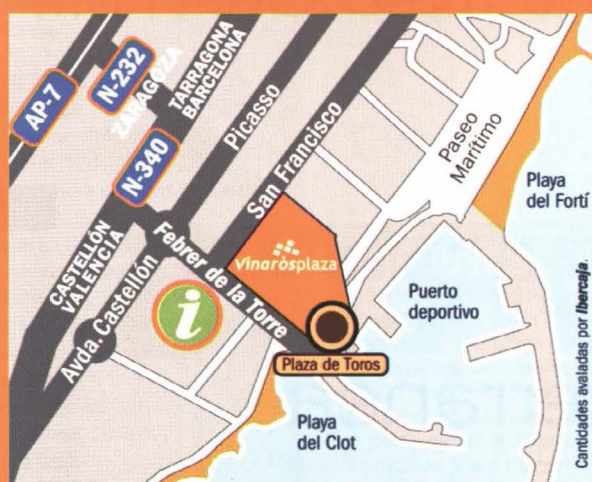 AP-7
N-232
ZARAGOZA
TARRAGONA
BARCELONA
N-340
Picasso
San Francisco
Paseo
Marítimo
Playa
del Fortí
CASTELLÓN
VALENCIA
Avda. Castellón
Febrer de la Torre
vinaròsplaza
i
Puerto
deportivo
Plaza de Toros
Playa
del Clot
Cantidades avaladas por Ibercaja.